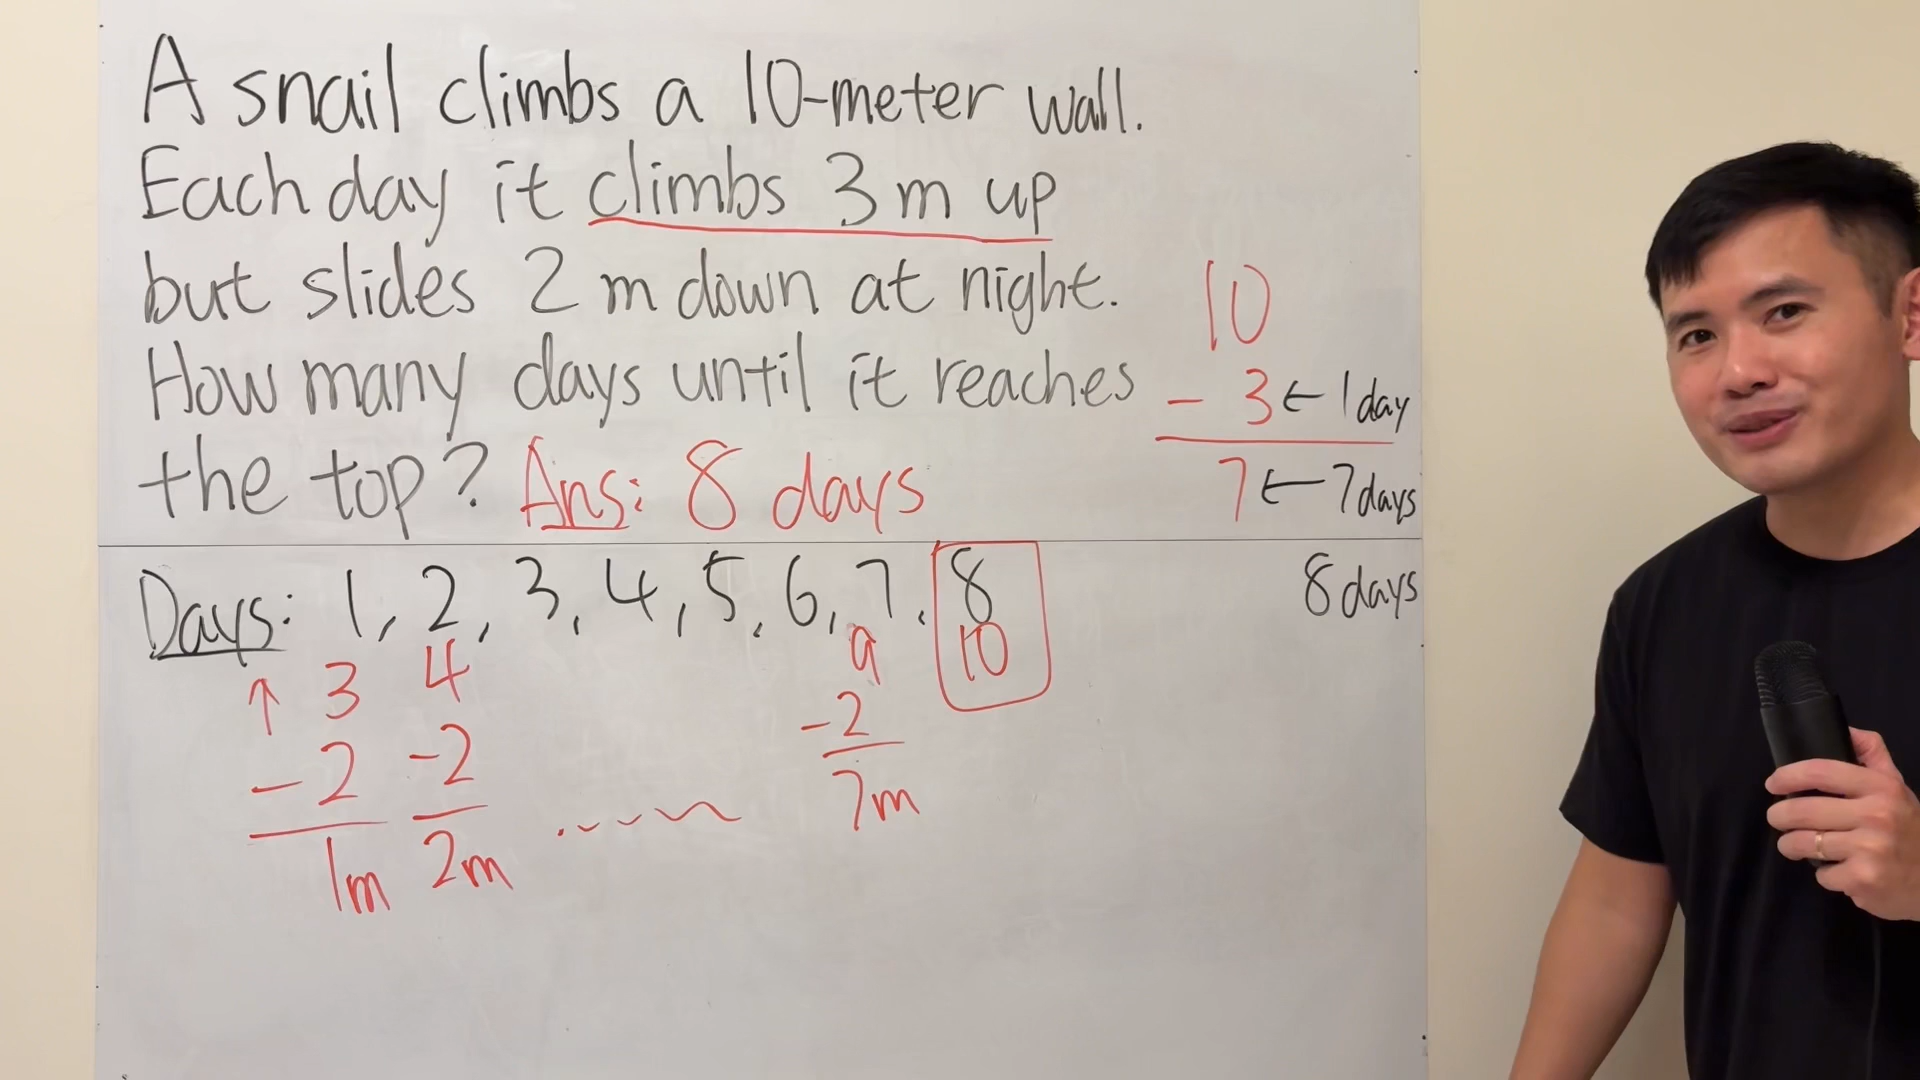 A snail climbs a 10-meter wall.
Each day it climbs 3 m up
but slides 2 m down at night.
How many days until it reaches
the top? Ans: 8 days
10
- 3 ← 1 day
7 ← 7 days
8 days
Days: 1, 2, 3, 4, 5, 6, 7, 8
↑ 3 4 9 10
- 2 -2 -2
1m 2m ..... 7m